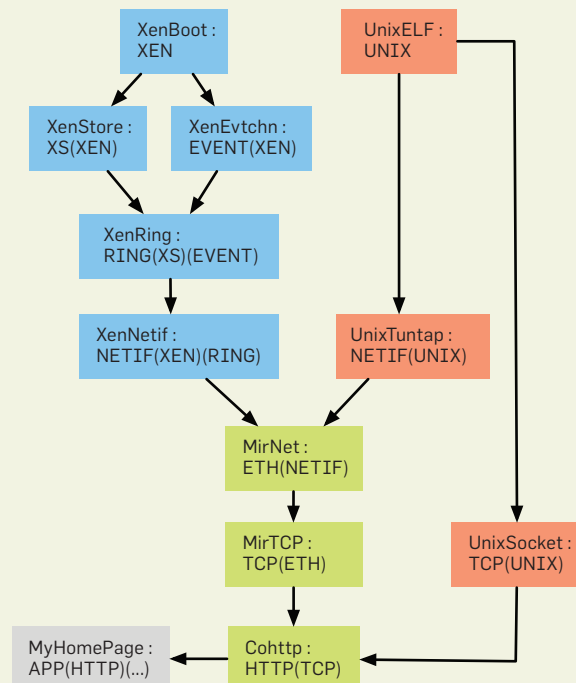 XenBoot :
XEN
UnixELF :
UNIX
XenStore :
XS(XEN)
XenEvtchn :
EVENT(XEN)
XenRing :
RING(XS)(EVENT)
XenNetif :
NETIF(XEN)(RING)
UnixTuntap :
NETIF(UNIX)
MirNet :
ETH(NETIF)
MirTCP :
TCP(ETH)
UnixSocket :
TCP(UNIX)
MyHomePage :
APP(HTTP)(...)
Cohttp :
HTTP(TCP)